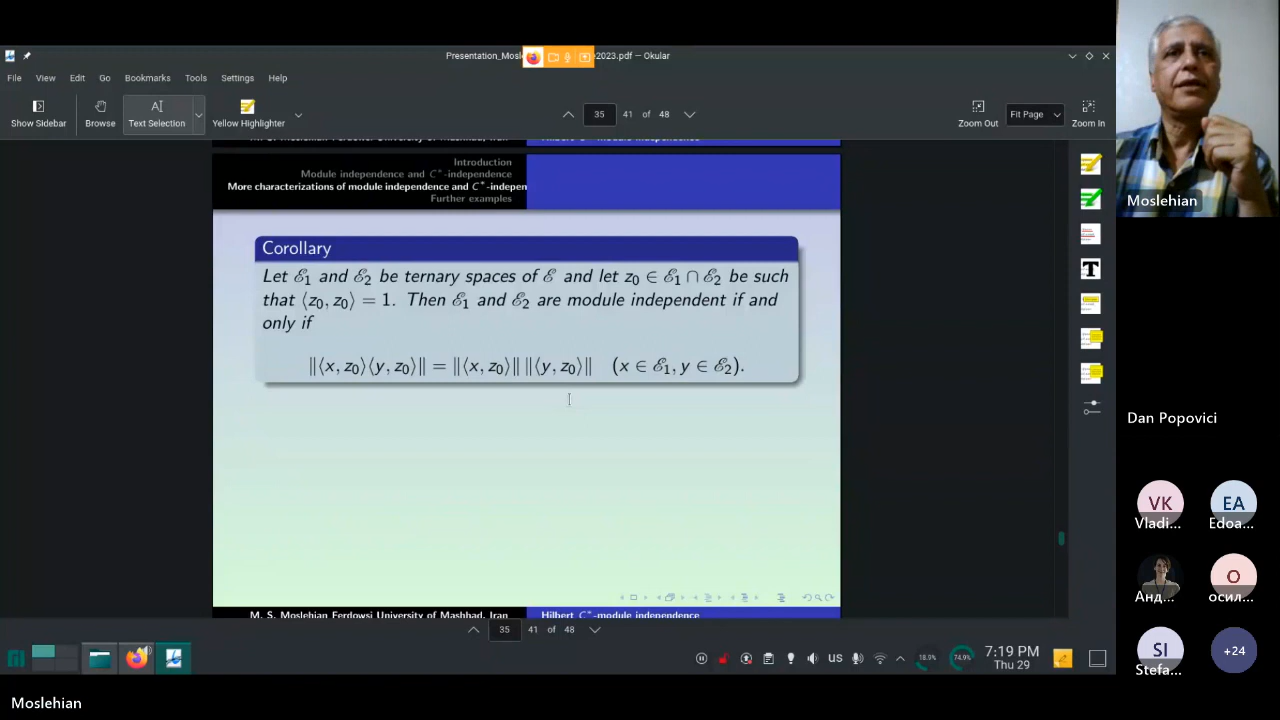 Presentation_Mosl
e2023.pdf — Okular
File View Edit Go Bookmarks Tools Settings Help
Show Sidebar Browse Text Selection Yellow Highlighter 35 41 of 48 Zoom Out Fit Page Zoom In
Introduction
Module independence and C*-independence
More characterizations of module independence and C*-indepen
Further examples
Corollary
Let ℰ₁ and ℰ₂ be ternary spaces of ℰ and let z₀ ∈ ℰ₁ ∩ ℰ₂ be such
that ⟨z₀, z₀⟩ = 1. Then ℰ₁ and ℰ₂ are module independent if and
only if
‖⟨x, z₀⟩⟨y, z₀⟩‖ = ‖⟨x, z₀⟩‖ ‖⟨y, z₀⟩‖ (x ∈ ℰ₁, y ∈ ℰ₂).
M. S. Moslehian Ferdowsi University of Mashhad, Iran Hilbert C*-module independence
35 41 of 48
18.9% 74.9%
US
7:19 PM
Thu 29
Moslehian
Moslehian
Dan Popovici
VK EA
Vladi... Edoa...
O
Анд... осил...
SI +24
Stefa...